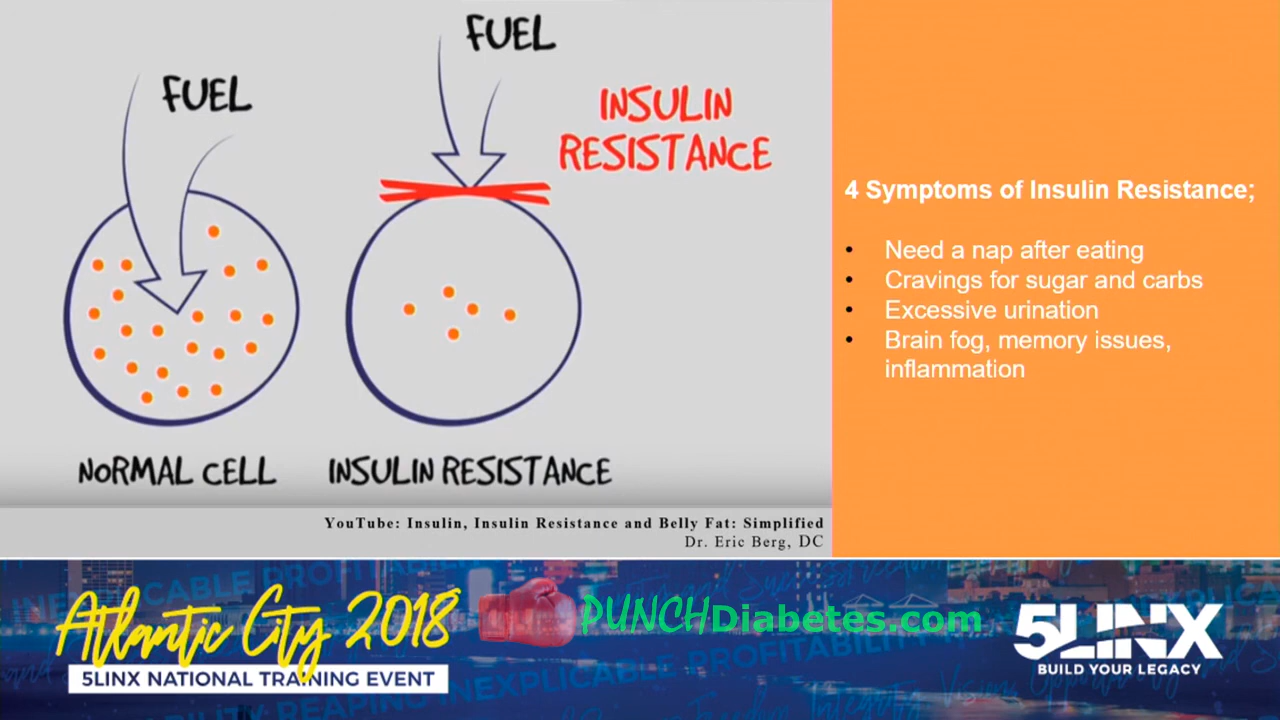 FUEL
FUEL
INSULIN
RESISTANCE
NORMAL CELL
INSULIN RESISTANCE
YouTube: Insulin, Insulin Resistance and Belly Fat: Simplified
Dr. Eric Berg, DC
4 Symptoms of Insulin Resistance;
• Need a nap after eating
• Cravings for sugar and carbs
• Excessive urination
• Brain fog, memory issues,
inflammation
Atlantic City 2018
5LINX NATIONAL TRAINING EVENT
PUNCHDiabetes.com
5LINX
BUILD YOUR LEGACY
INEXPLICABLE PROFITABILITY